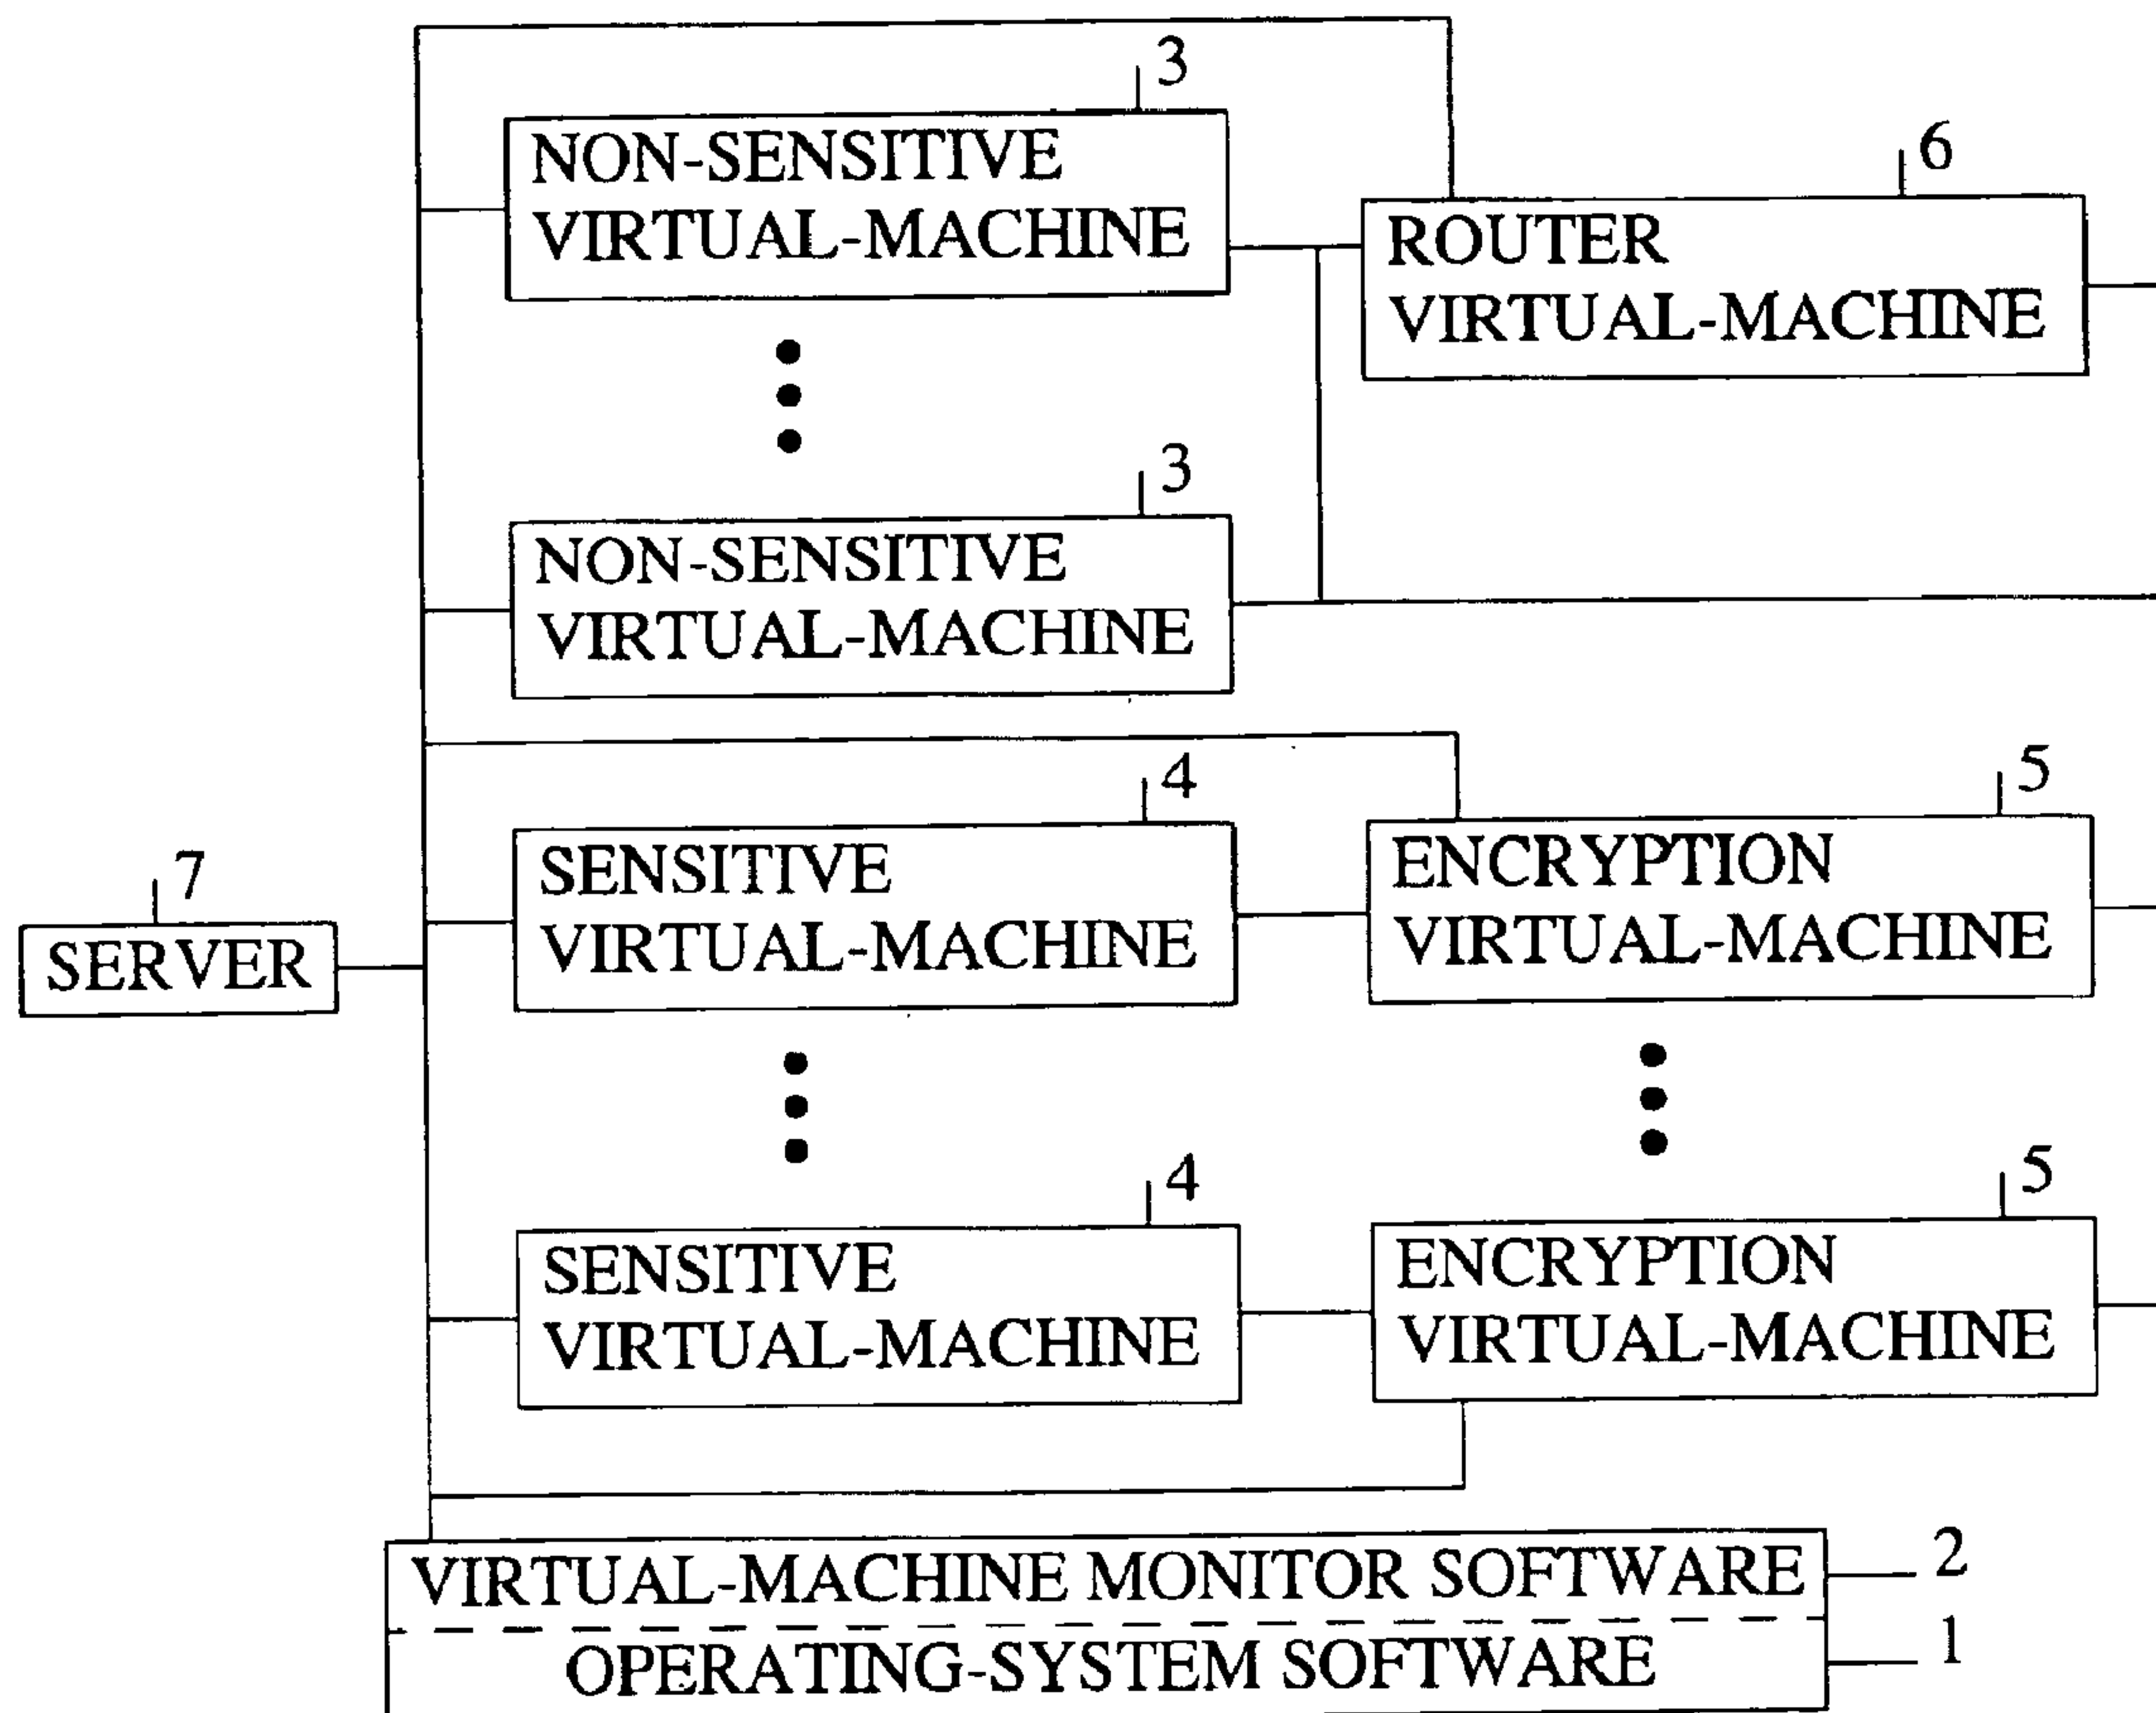 3
NON-SENSITIVE
VIRTUAL-MACHINE
6
ROUTER
VIRTUAL-MACHINE
3
NON-SENSITIVE
VIRTUAL-MACHINE
4
SENSITIVE
VIRTUAL-MACHINE
5
ENCRYPTION
VIRTUAL-MACHINE
7
SERVER
4
SENSITIVE
VIRTUAL-MACHINE
5
ENCRYPTION
VIRTUAL-MACHINE
VIRTUAL-MACHINE MONITOR SOFTWARE
2
OPERATING-SYSTEM SOFTWARE
1